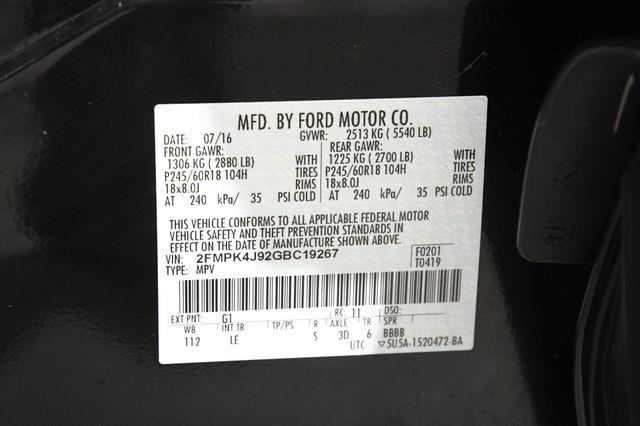 MFD. BY FORD MOTOR CO.
DATE: 07/16 GVWR: 2513 KG ( 5540 LB)
FRONT GAWR: REAR GAWR:
1306 KG ( 2880 LB) WITH 1225 KG ( 2700 LB) WITH
P245/60R18 104H TIRES P245/60R18 104H TIRES
18x8.0J RIMS 18x8.0J RIMS
AT 240 kPa/ 35 PSI COLD AT 240 kPa/ 35 PSI COLD
THIS VEHICLE CONFORMS TO ALL APPLICABLE FEDERAL MOTOR
VEHICLE SAFETY AND THEFT PREVENTION STANDARDS IN
EFFECT ON THE DATE OF MANUFACTURE SHOWN ABOVE.
VIN: 2FMPK4J92GBC19267 F0201
TYPE: MPV T0419
EXT PNT: G1 RC: 11 DSO:
WB INT TR TP/PS R AXLE TR SPR
112 LE S 3D 6 BBBB
UTC ▽5U5A-1520472-BA